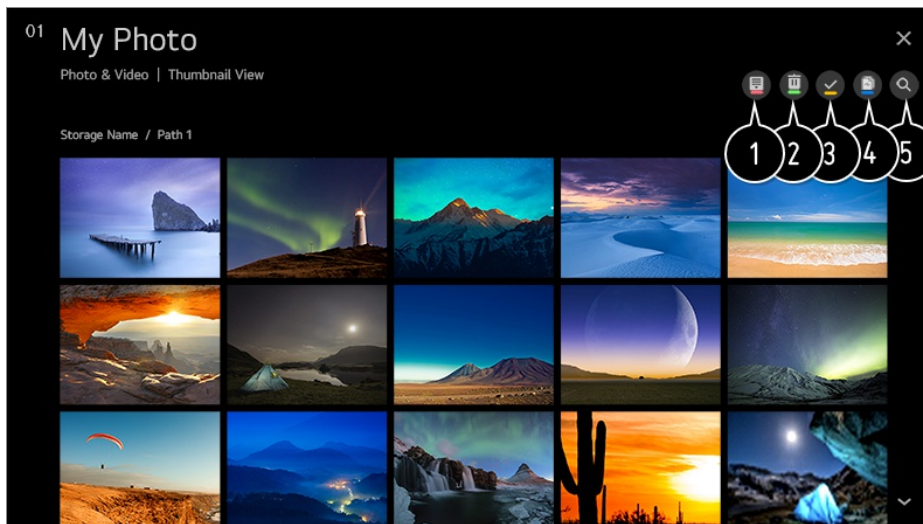 01
My Photo
Photo & Video | Thumbnail View
Storage Name / Path 1
1 2 3 4 5